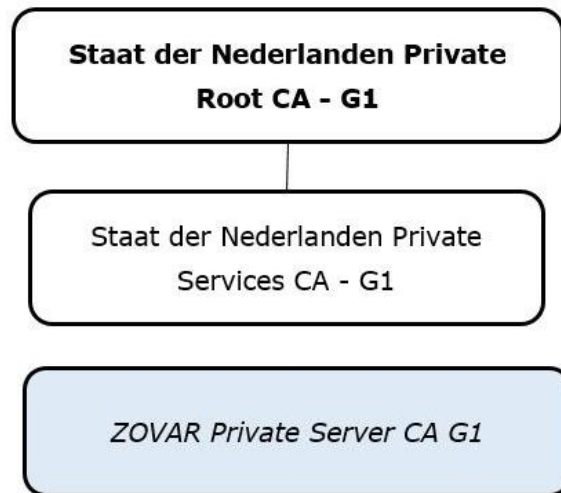 Staat der Nederlanden Private
Root CA - G1
Staat der Nederlanden Private
Services CA - G1
ZOVAR Private Server CA G1